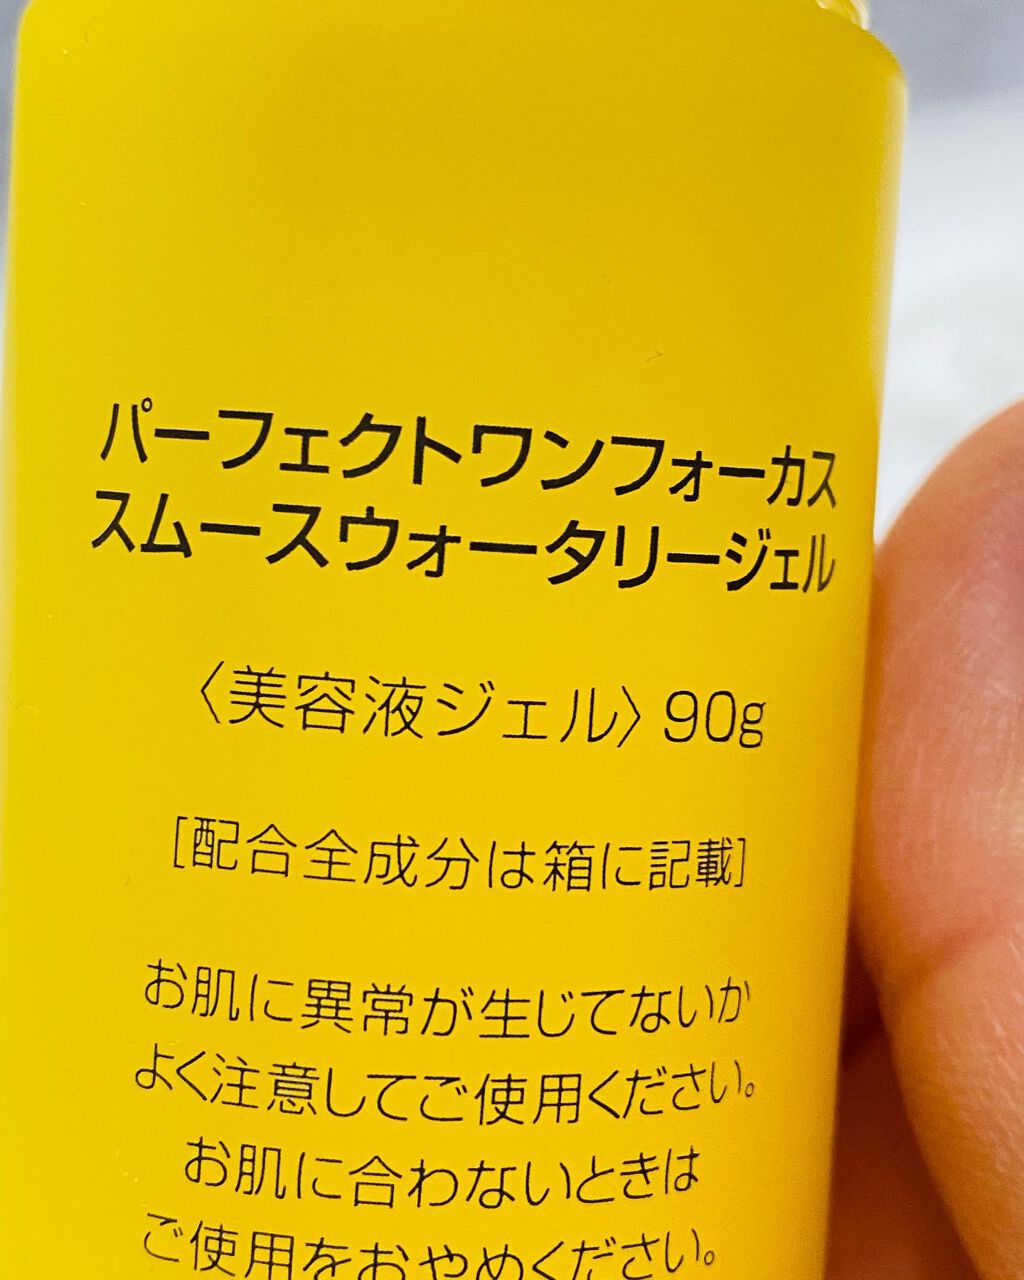 パーフェクトワンフォーカス
スムースウォータリージェル
〈美容液ジェル〉90g
[配合全成分は箱に記載]
お肌に異常が生じてないか
よく注意してご使用ください。
お肌に合わないときは
ご使用をおやめください。